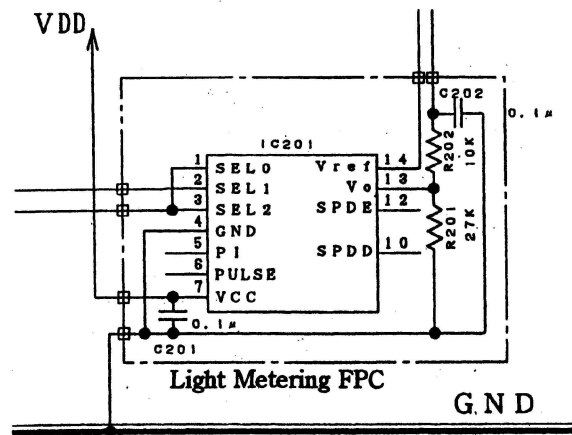 VDD
C202
0.1μ
IC201
1 SEL0 Vref 14
2 SEL1 Vo 13
3 SEL2 SPDE 12
4 GND
5 PI SPDD 10
6 PULSE
7 VCC
R202
10K
R201
27K
0.1μ
C201
Light Metering FPC
GND